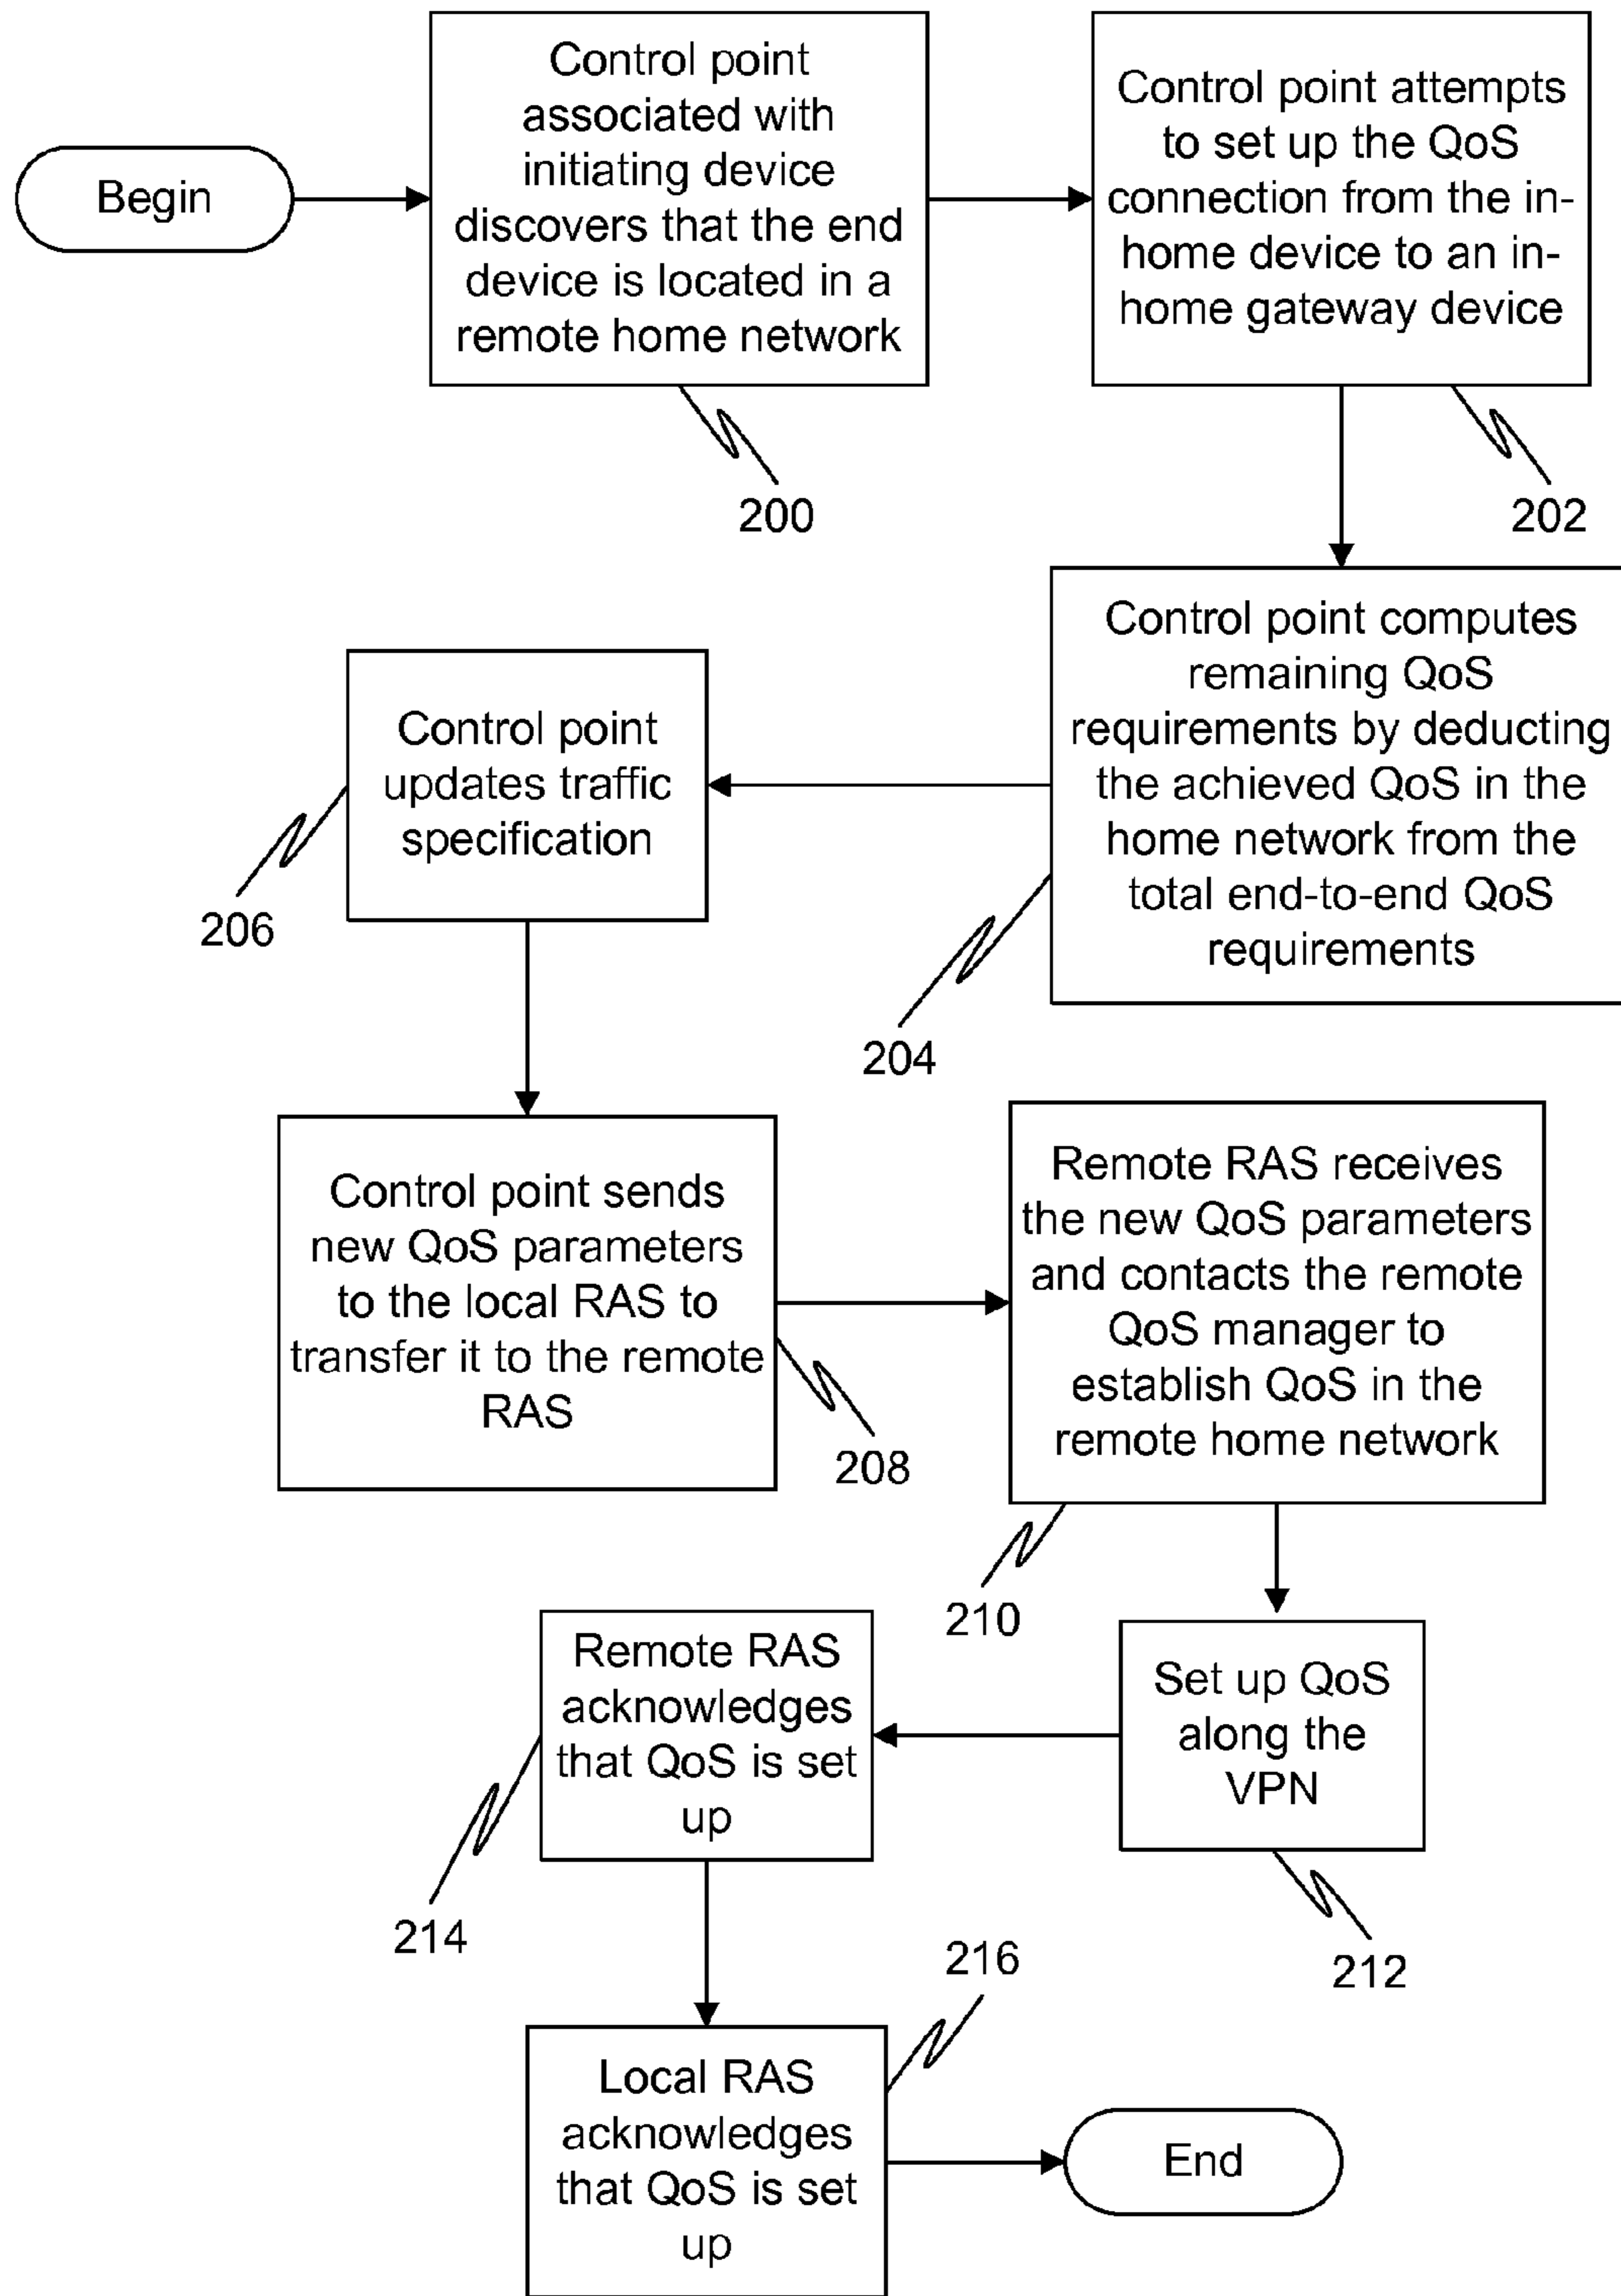 Begin
Control point
associated with
initiating device
discovers that the end
device is located in a
remote home network
200
Control point attempts
to set up the QoS
connection from the in-
home device to an in-
home gateway device
202
Control point computes
remaining QoS
requirements by deducting
the achieved QoS in the
home network from the
total end-to-end QoS
requirements
204
Control point
updates traffic
specification
206
Control point sends
new QoS parameters
to the local RAS to
transfer it to the remote
RAS
208
Remote RAS receives
the new QoS parameters
and contacts the remote
QoS manager to
establish QoS in the
remote home network
210
Set up QoS
along the
VPN
212
Remote RAS
acknowledges
that QoS is set
up
214
Local RAS
acknowledges
that QoS is set
up
216
End